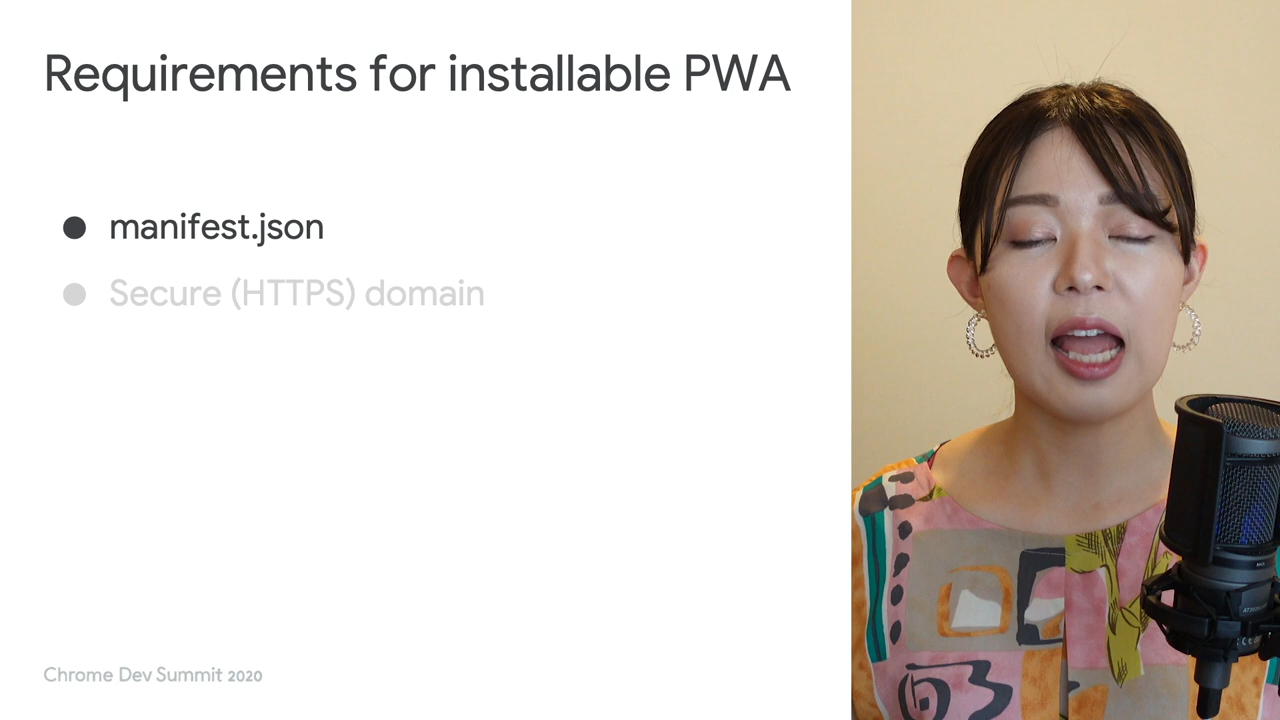 Requirements for installable PWA
manifest.json
Secure (HTTPS) domain
Chrome Dev Summit 2020